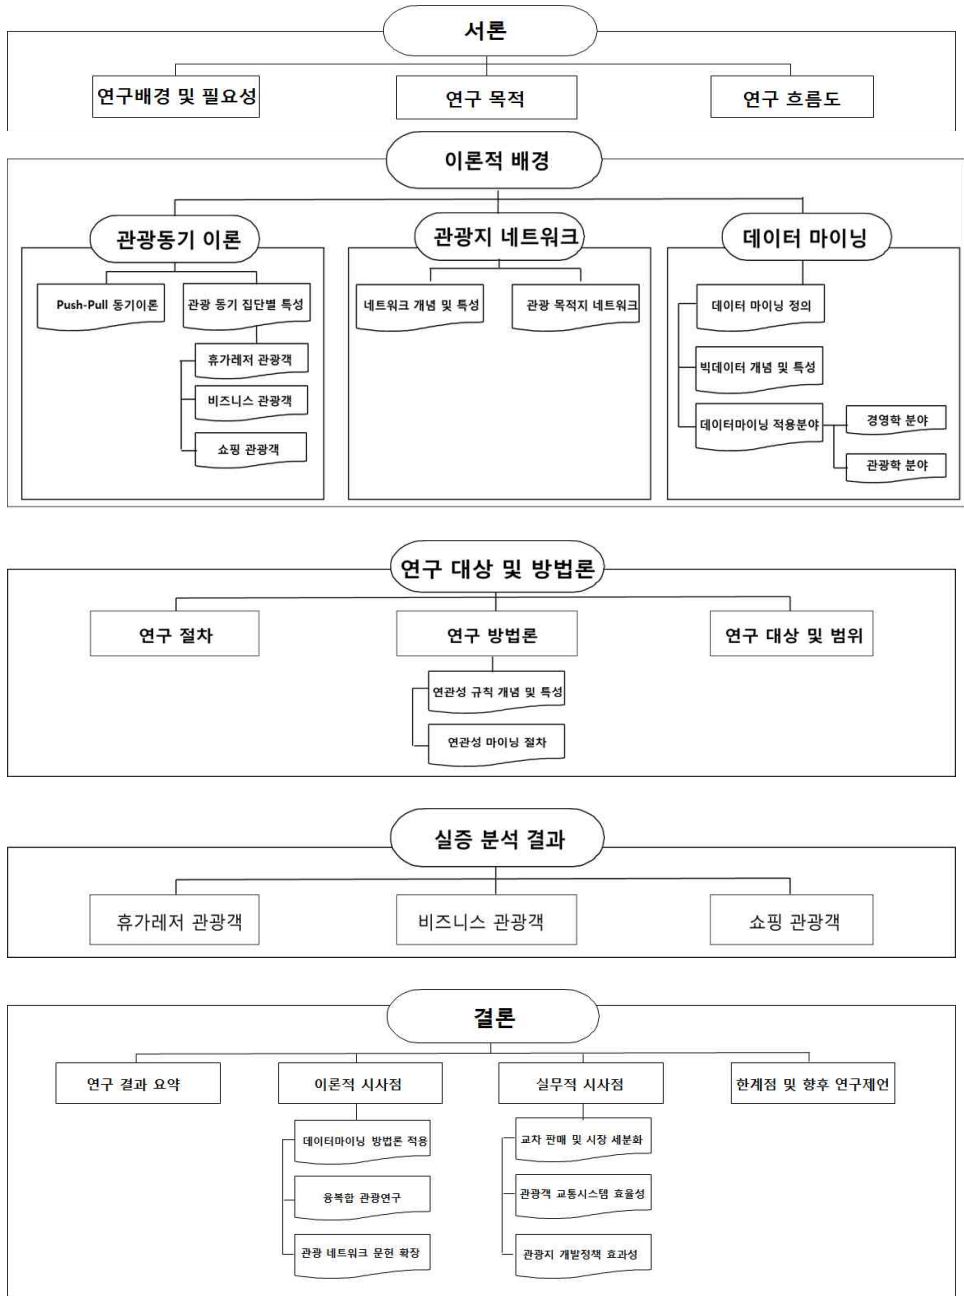 서론
연구배경 및 필요성
연구 목적
연구 흐름도
이론적 배경
관광동기 이론
관광지 네트워크
데이터 마이닝
Push-Pull 동기이론
관광 동기 집단별 특성
휴가레저 관광객
비즈니스 관광객
쇼핑 관광객
네트워크 개념 및 특성
관광 목적지 네트워크
데이터 마이닝 정의
빅데이터 개념 및 특성
데이터마이닝 적용분야
경영학 분야
관광학 분야
연구 대상 및 방법론
연구 절차
연구 방법론
연구 대상 및 범위
연관성 규칙 개념 및 특성
연관성 마이닝 절차
실증 분석 결과
휴가레저 관광객
비즈니스 관광객
쇼핑 관광객
결론
연구 결과 요약
이론적 시사점
실무적 시사점
한계점 및 향후 연구제언
데이터마이닝 방법론 적용
융복합 관광연구
관광 네트워크 문헌 확장
교차 판매 및 시장 세분화
관광객 교통시스템 효율성
관광지 개발정책 효과성